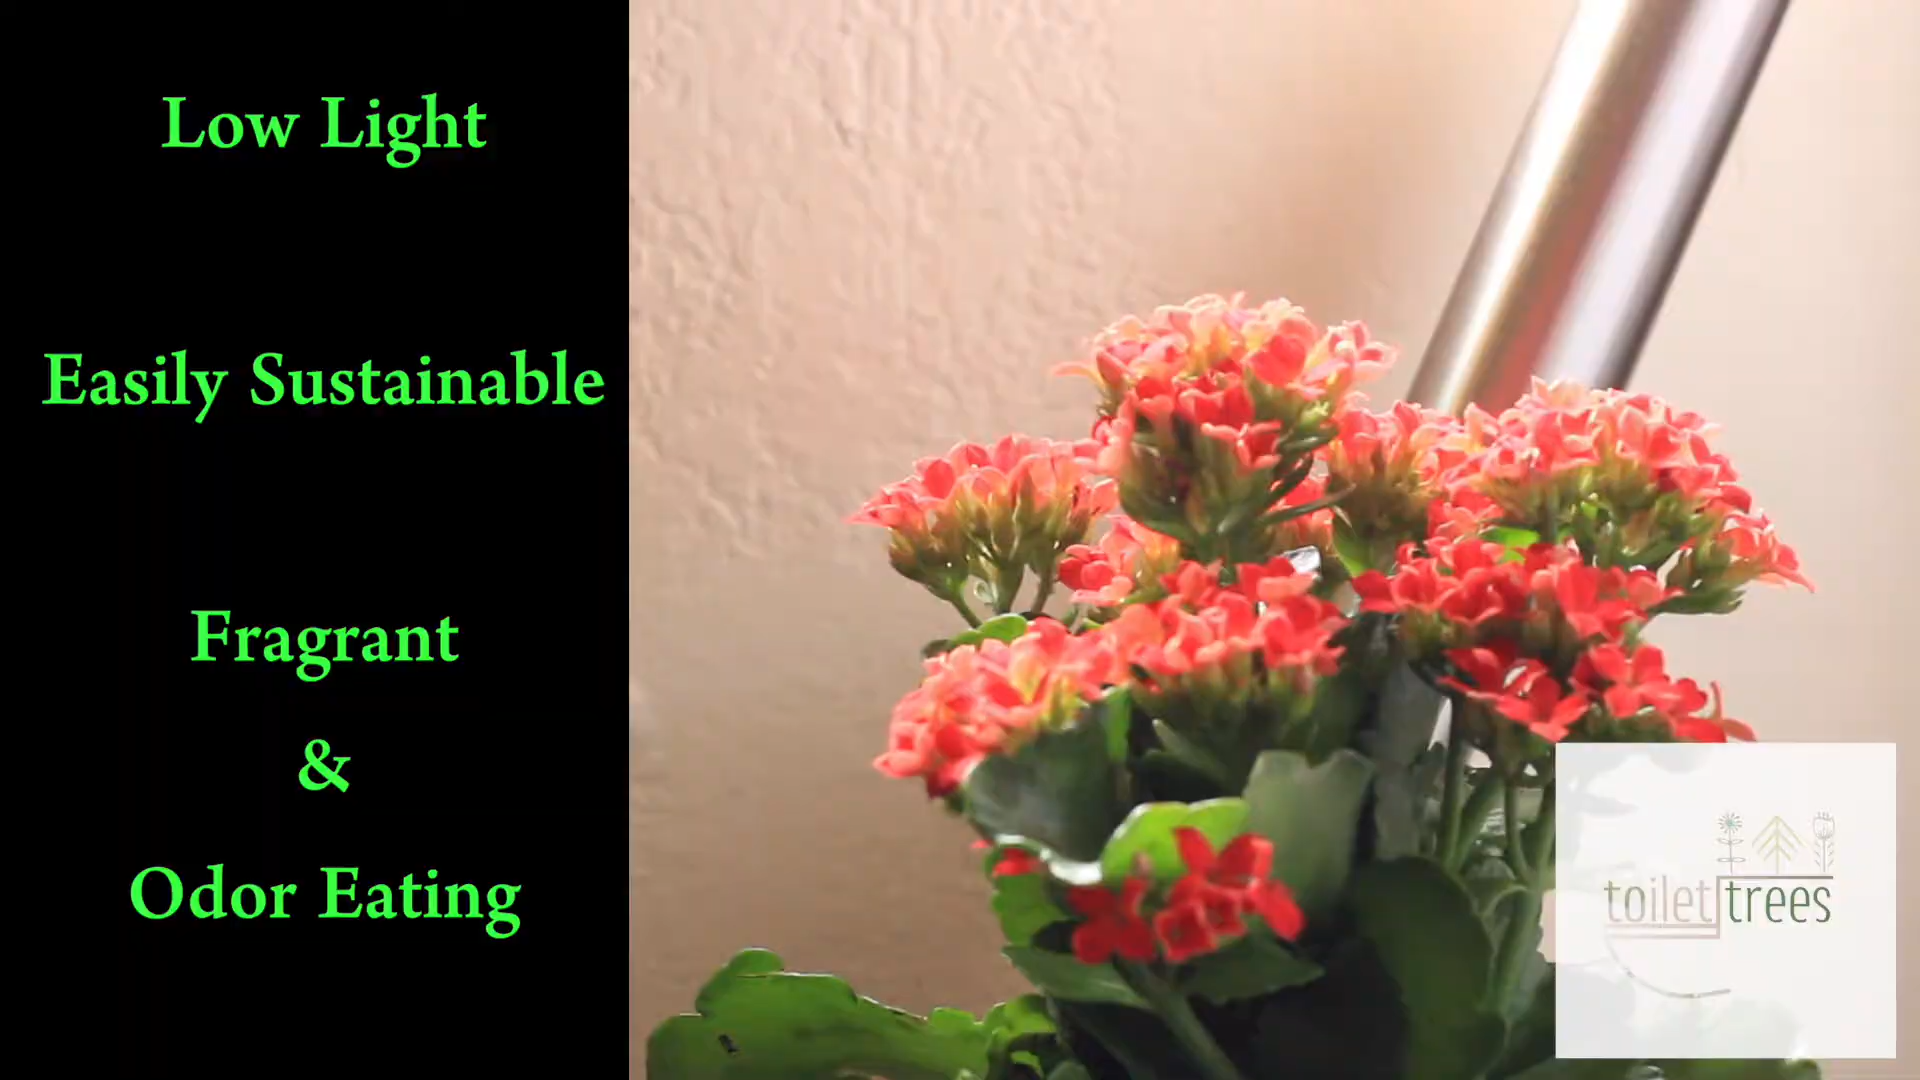 Low Light
Easily Sustainable
Fragrant
&
Odor Eating
toilet trees